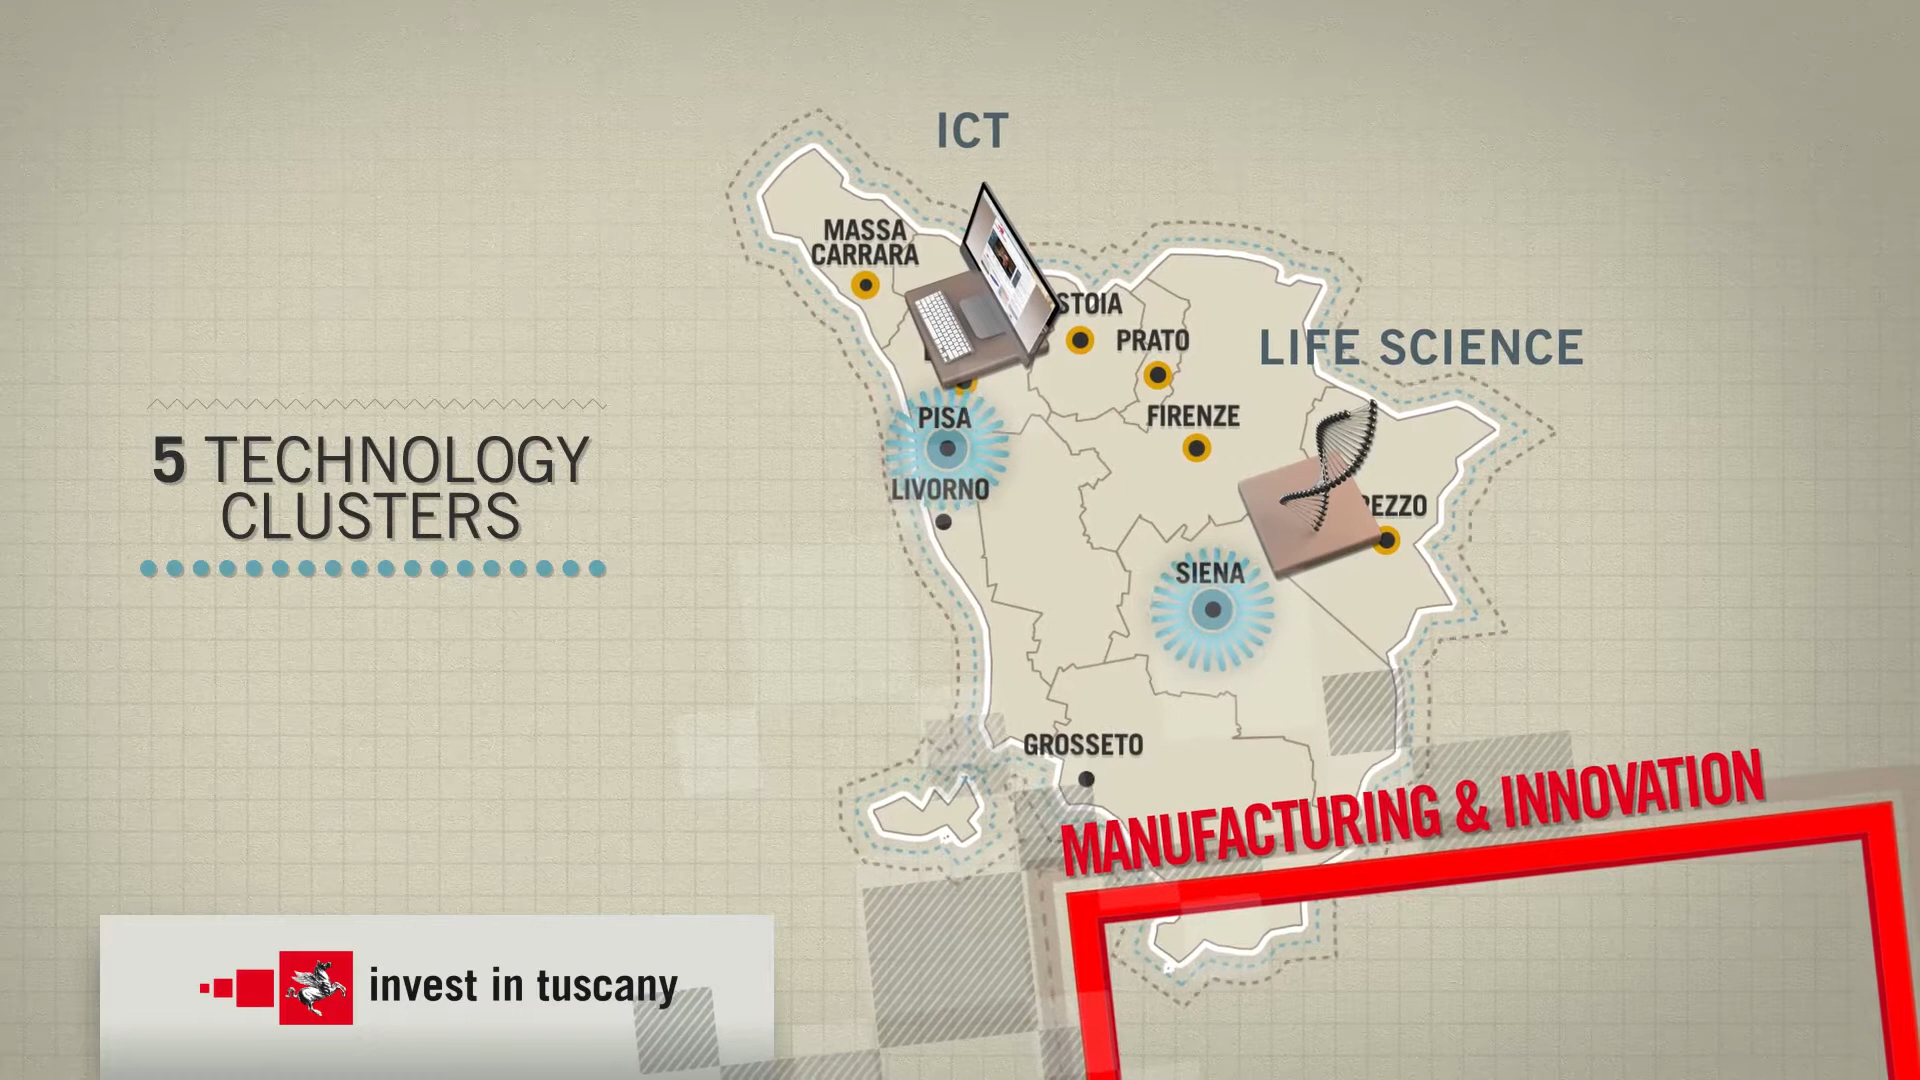 ICT
MASSA
CARRARA
STOIA
PRATO
LIFE SCIENCE
PISA
FIRENZE
5 TECHNOLOGY
CLUSTERS
LIVORNO
EZZO
SIENA
GROSSETO
MANUFACTURING & INNOVATION
invest in tuscany